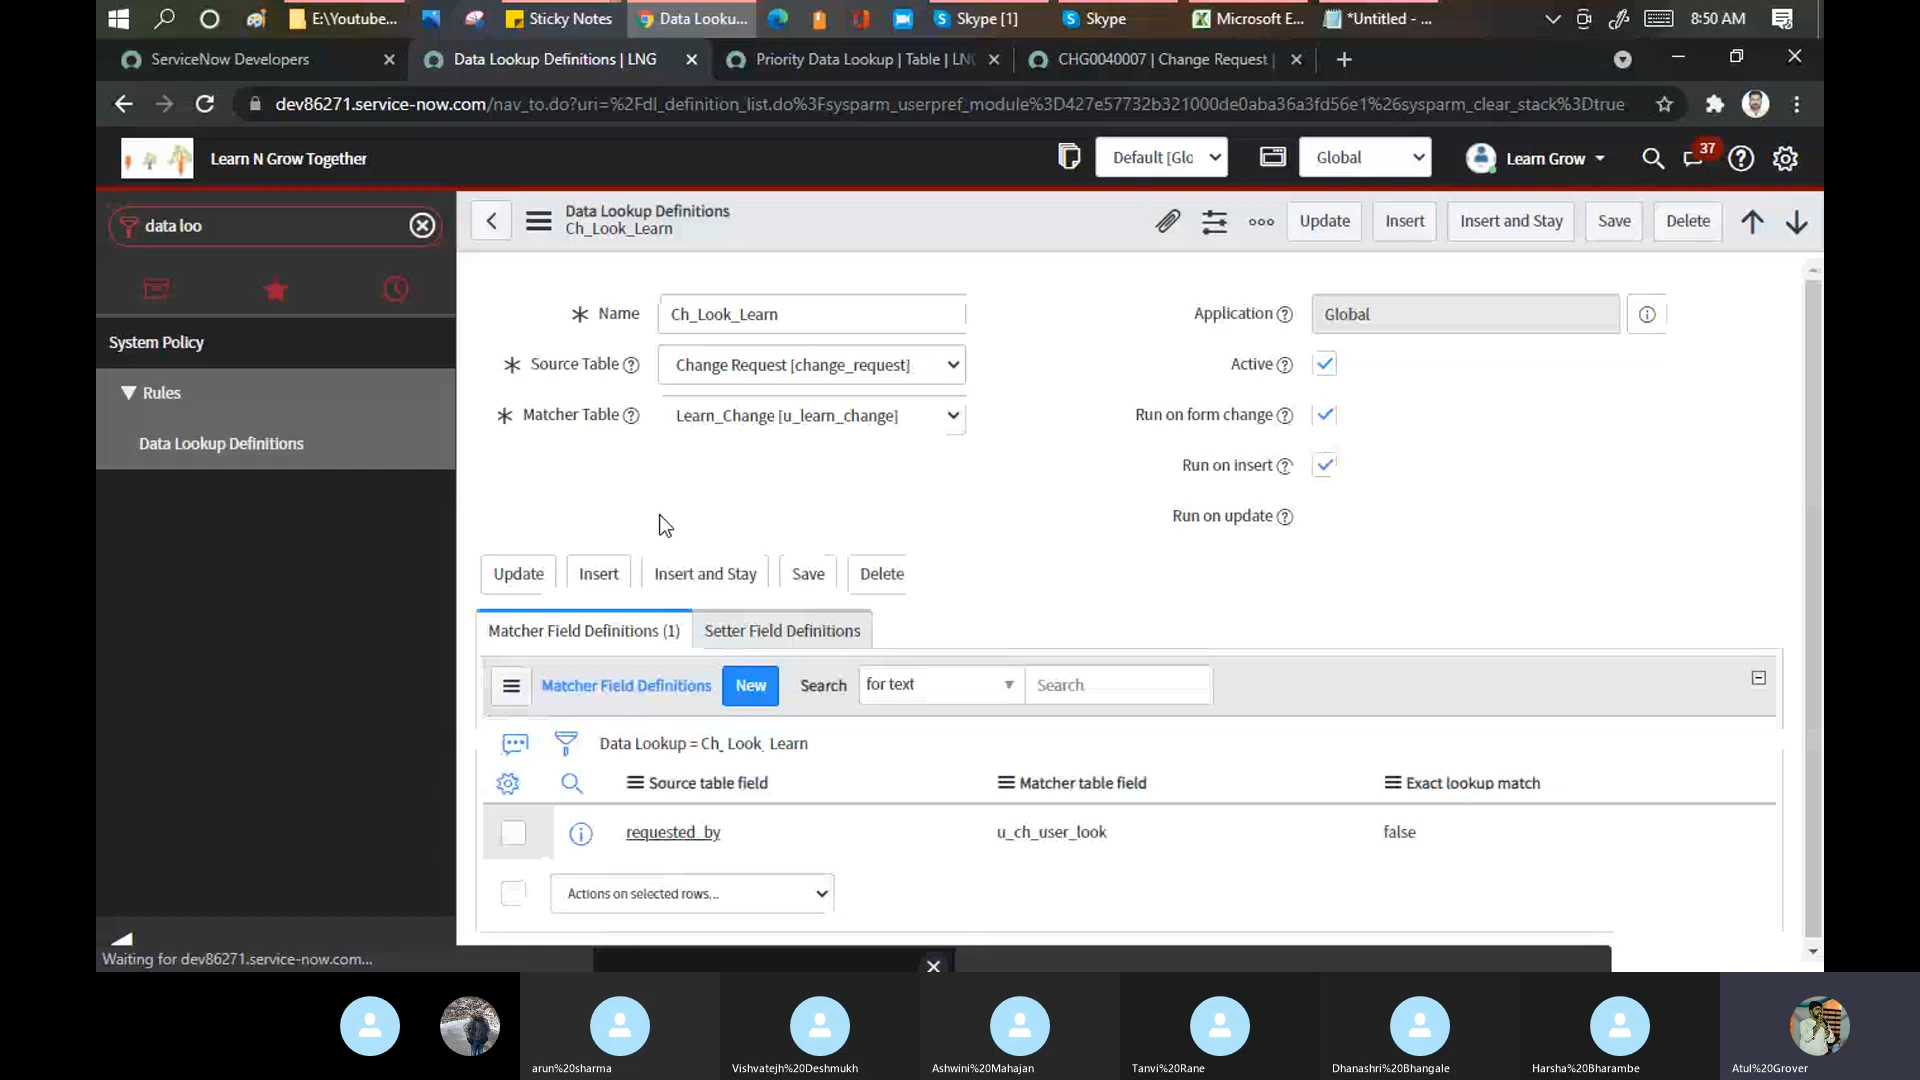 E:\Youtube...
Sticky Notes
Data Looku...
Skype [1]
Skype
Microsoft E...
*Untitled - ...
8:50 AM
ServiceNow Developers
Data Lookup Definitions | LNG
Priority Data Lookup | Table | LNG
CHG0040007 | Change Request |
dev86271.service-now.com/nav_to.do?uri=%2Fdl_definition_list.do%3Fsysparm_userpref_module%3D427e57732b321000de0aba36a3fd56e1%26sysparm_clear_stack%3Dtrue
Learn N Grow Together
Default [Glo
Global
Learn Grow
37
data loo
Data Lookup Definitions
Ch_Look_Learn
Update
Insert
Insert and Stay
Save
Delete
System Policy
Rules
Data Lookup Definitions
Name
Ch_Look_Learn
Source Table
Change Request [change_request]
Matcher Table
Learn_Change [u_learn_change]
Application
Global
Active
Run on form change
Run on insert
Run on update
Update
Insert
Insert and Stay
Save
Delete
Matcher Field Definitions (1)
Setter Field Definitions
Matcher Field Definitions
New
Search
for text
Search
Data Lookup = Ch_Look_Learn
Source table field
Matcher table field
Exact lookup match
requested_by
u_ch_user_look
false
Actions on selected rows...
Waiting for dev86271.service-now.com...
arun%20sharma
Vishvatejh%20Deshmukh
Ashwini%20Mahajan
Tanvi%20Rane
Dhanashri%20Bhangale
Harsha%20Bharambe
Atul%20Grover